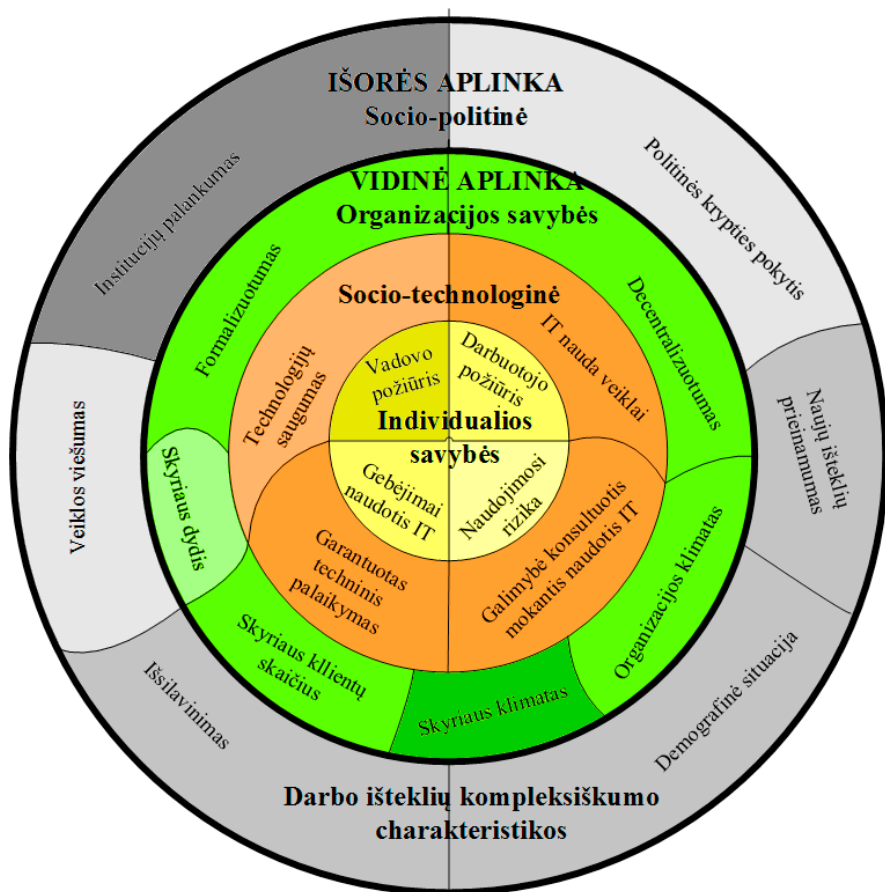 IŠORĖS APLINKA
Socio-politinė
Institucijų palankumas
Politinės krypties pokytis
Veiklos viešumas
Naujų išteklių
prieinamumas
Išsilavinimas
Demografinė situacija
Darbo išteklių kompleksiškumo
charakteristikos
VIDINĖ APLINKA
Organizacijos savybės
Formalizuotumas
Decentralizuotumas
Skyriaus dydis
Organizacijos klimatas
Skyriaus kllientų
skaičius
Skyriaus klimatas
Socio-technologinė
Technologijų
saugumas
IT nauda veiklai
Garantuotas
techninis
palaikymas
Galimybė konsultuotis
mokantis naudotis IT
Vadovo
požiūris
Darbuotojo
požiūris
Individualios
savybės
Gebėjimai
naudotis IT
Naudojimosi
rizika